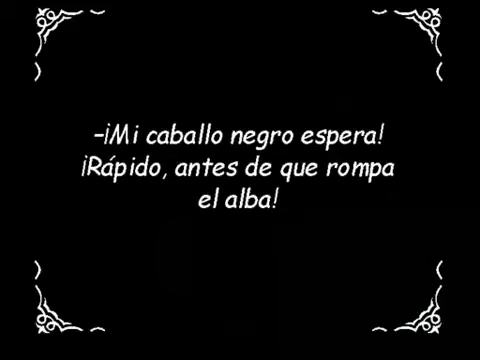 -¡Mi caballo negro espera!
¡Rápido, antes de que rompa
el alba!